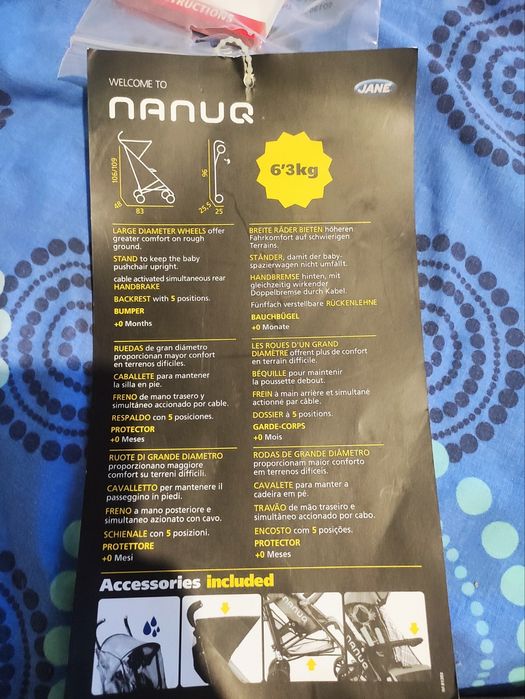 INSTRUCTIONS
WELCOME TO
nanuq
JANE
106/109
48
83
96
25,5
25
6'3kg
LARGE DIAMETER WHEELS offer
greater comfort on rough
ground.
STAND to keep the baby
pushchair upright.
cable activated simultaneous rear
HANDBRAKE
BACKREST with 5 positions.
BUMPER
+0 Months
BREITE RÄDER BIETEN höheren
Fahrkomfort auf schwierigen
Terrains.
STÄNDER, damit der baby-
spazierwagen nicht umfällt.
HANDBREMSE hinten, mit
gleichzeitig wirkender
Doppelbremse durch Kabel.
Fünffach verstellbare RÜCKENLEHNE
BAUCHBÜGEL
+0 Monate
RUEDAS de gran diámetro
proporcionan mayor confort
en terrenos difíciles.
CABALLETE para mantener
la silla en pie.
FRENO de mano trasero y
simultáneo accionado por cable.
RESPALDO con 5 posiciones.
PROTECTOR
+0 Meses
LES ROUES D'UN GRAND
DIAMÈTRE offrent plus de confort
en terrain difficile.
BÉQUILLE pour maintenir
la poussette debout.
FREIN à main arrière et simultané
actionné par câble.
DOSSIER à 5 positions.
GARDE-CORPS
+0 Mois
RUOTE DI GRANDE DIAMETRO
proporzionano maggiore
comfort su terreni difficili.
CAVALLETTO per mantenere il
passeggino in piedi.
FRENO a mano posteriore e
simultaneo azionato con cavo.
SCHIENALE con 5 posizioni.
PROTETTORE
+0 Mesi
RODAS DE GRANDE DIÂMETRO
proporcionam maior conforto
em terrenos difíceis.
CAVALETE para manter a
cadeira em pé.
TRAVÃO de mão traseiro e
simultâneo accionado por cabo.
ENCOSTO com 5 posições.
PROTECTOR
+0 Meses
Accessories included
nanuq
nanuq